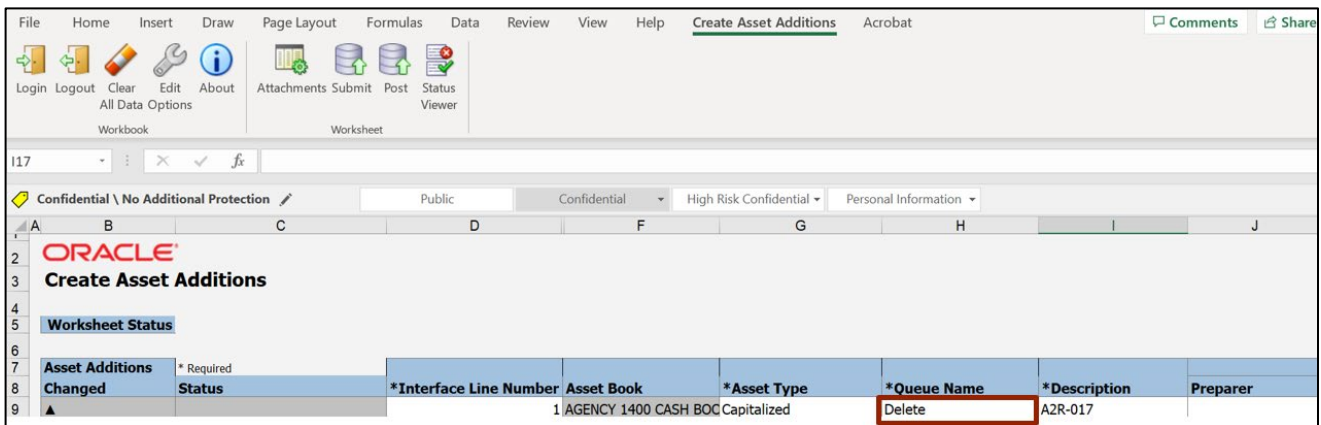 File Home Insert Draw Page Layout Formulas Data Review View Help Create Asset Additions Acrobat Comments Share
Login Logout Clear All Data Edit Options About Attachments Submit Post Status Viewer
Workbook Worksheet
I17 fx
Confidential \ No Additional Protection Public Confidential High Risk Confidential Personal Information
A B C D F G H I J
2 ORACLE
3 Create Asset Additions
4
5 Worksheet Status
6
7 Asset Additions * Required
8 Changed Status *Interface Line Number Asset Book *Asset Type *Queue Name *Description Preparer
9 ▲ 1 AGENCY 1400 CASH BOO Capitalized Delete A2R-017